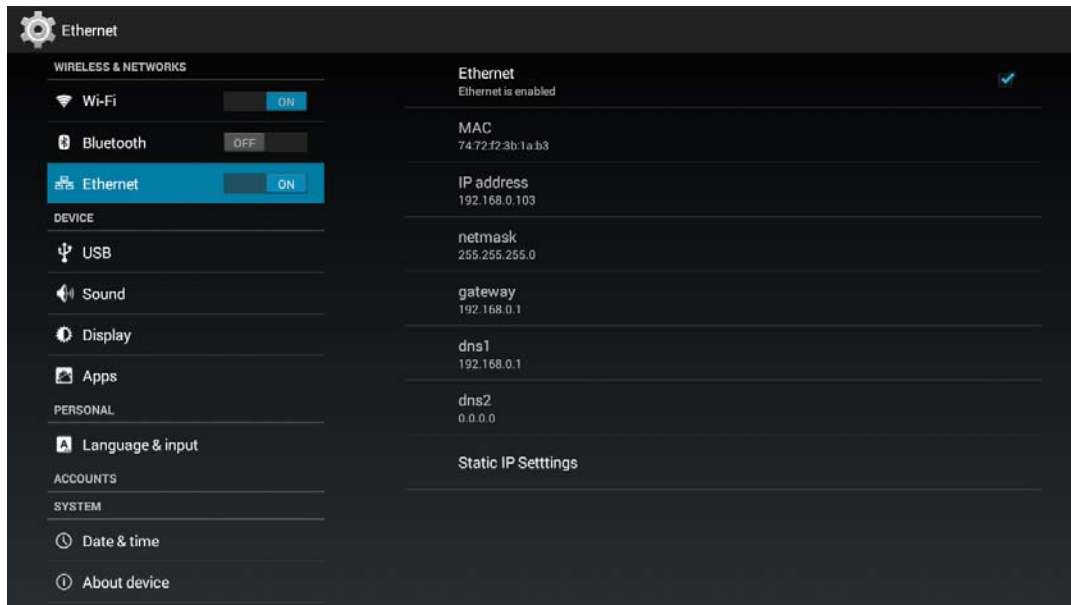 Ethernet
WIRELESS & NETWORKS
Wi-Fi ON
Bluetooth OFF
Ethernet ON
DEVICE
USB
Sound
Display
Apps
PERSONAL
Language & input
ACCOUNTS
SYSTEM
Date & time
About device
Ethernet
Ethernet is enabled
MAC
74:72:f2:3b:1a:b3
IP address
192.168.0.103
netmask
255.255.255.0
gateway
192.168.0.1
dns1
192.168.0.1
dns2
0.0.0.0
Static IP Setttings